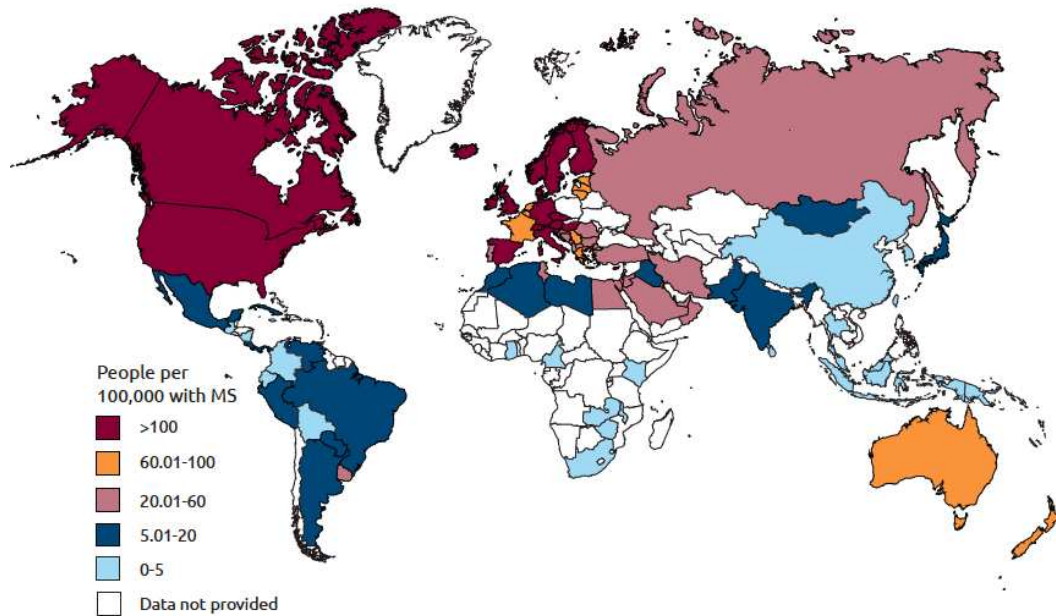 People per
100,000 with MS
>100
60.01-100
20.01-60
5.01-20
0-5
Data not provided